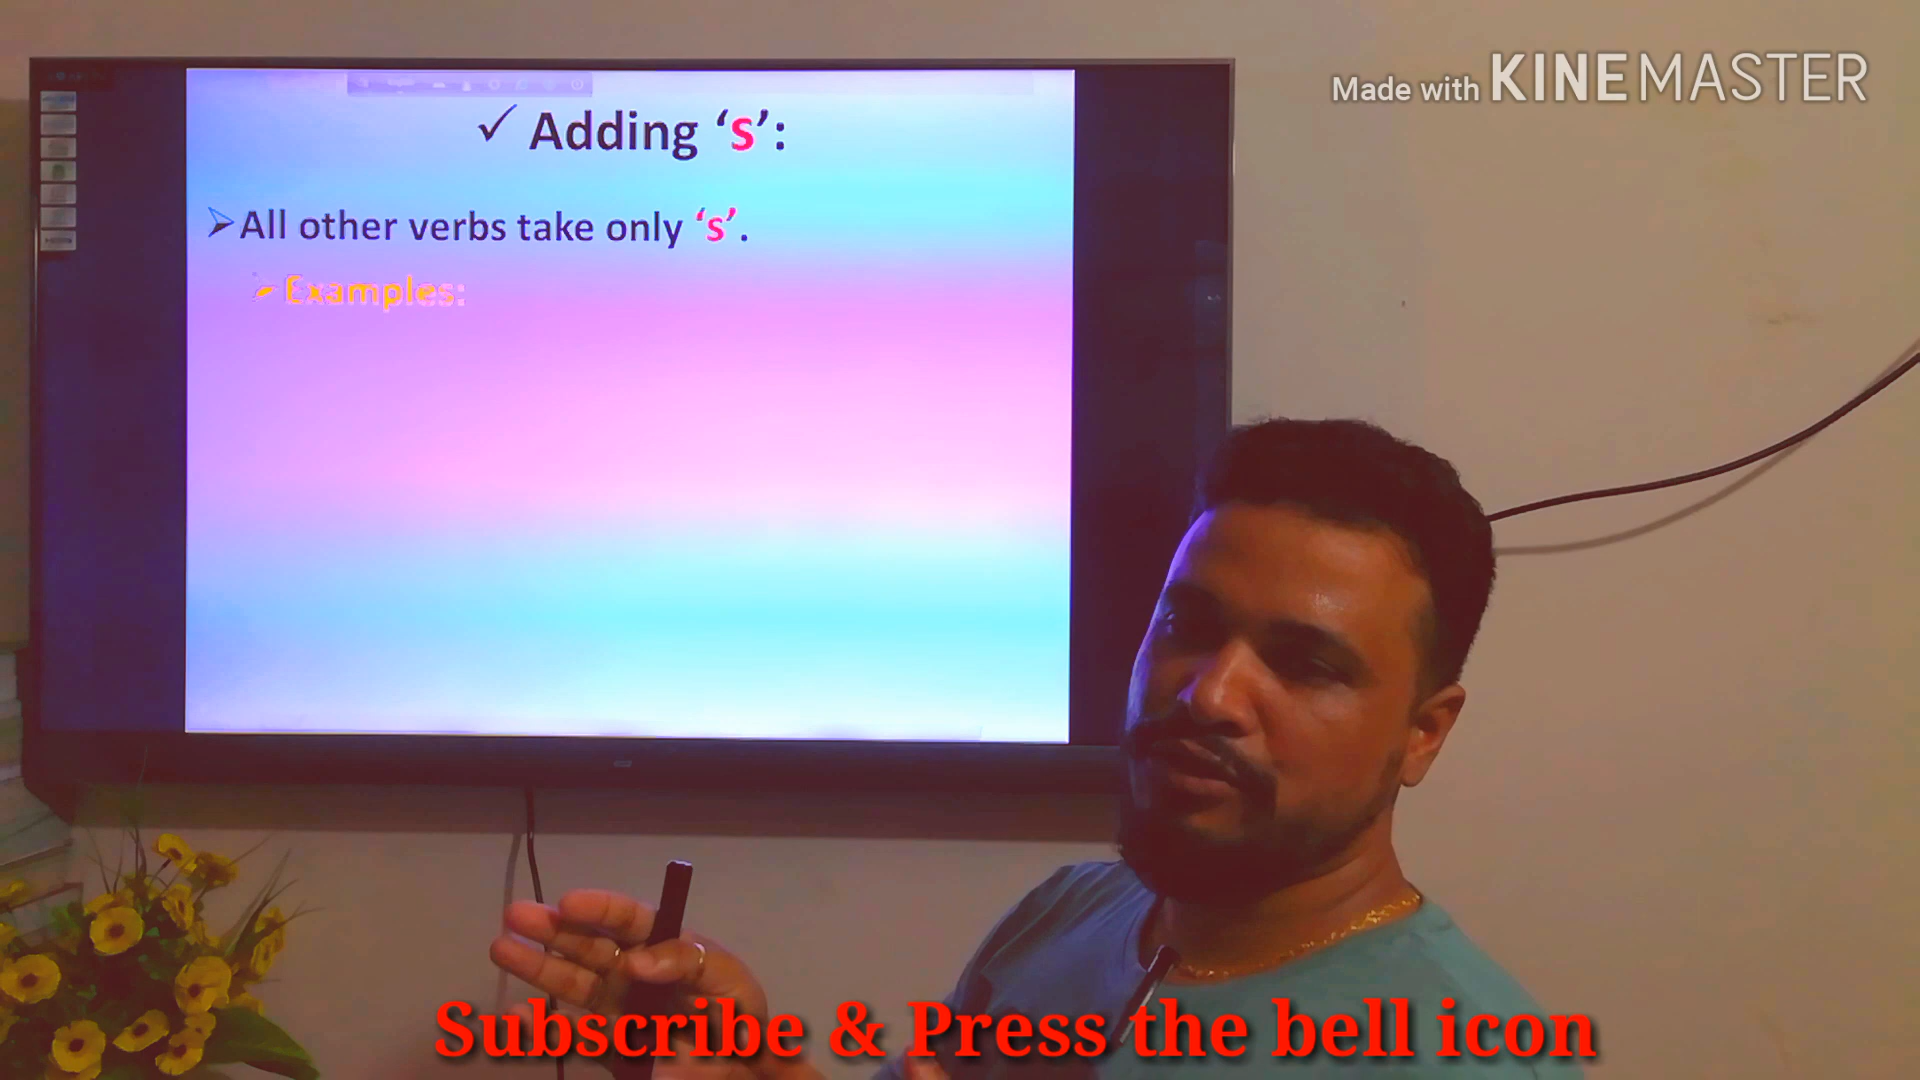 Made with KINEMASTER
✓ Adding ‘s’:
➢All other verbs take only ‘s’.
➢Examples:
Subscribe & Press the bell icon